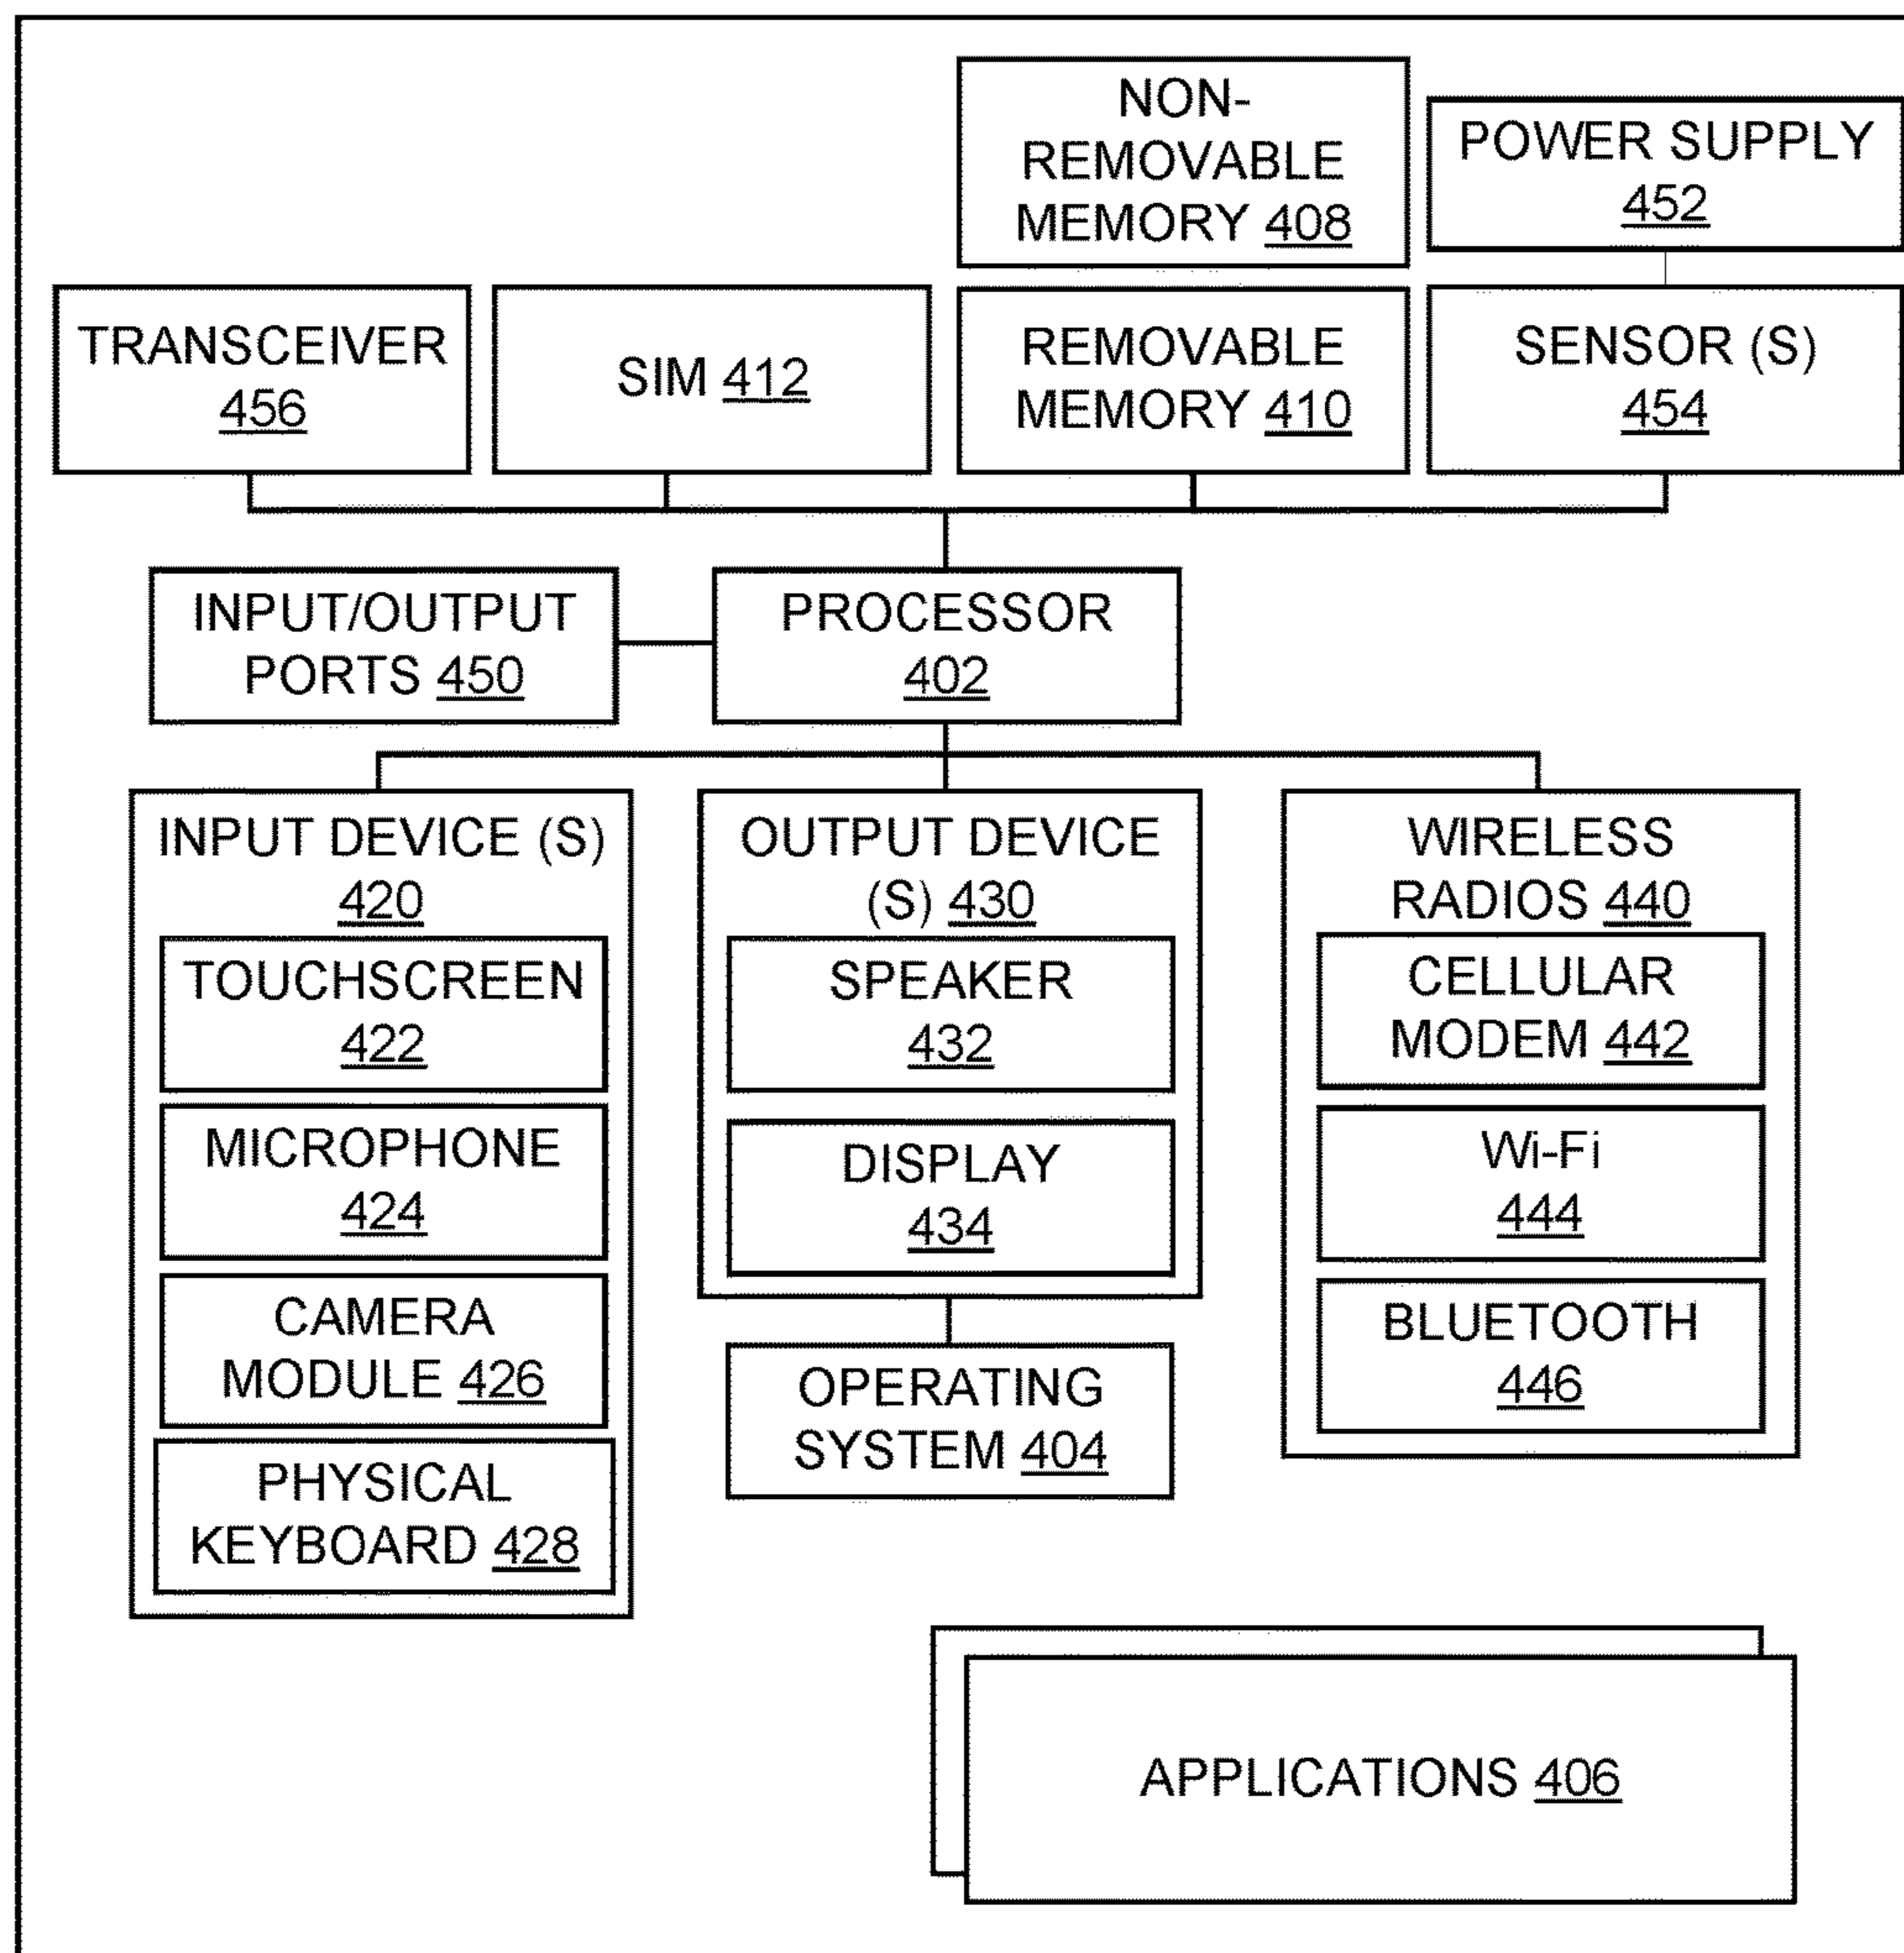 NON-
REMOVABLE
MEMORY 408
POWER SUPPLY
452
TRANSCEIVER
456
SIM 412
REMOVABLE
MEMORY 410
SENSOR (S)
454
INPUT/OUTPUT
PORTS 450
PROCESSOR
402
INPUT DEVICE (S)
420
TOUCHSCREEN
422
MICROPHONE
424
CAMERA
MODULE 426
PHYSICAL
KEYBOARD 428
OUTPUT DEVICE
(S) 430
SPEAKER
432
DISPLAY
434
OPERATING
SYSTEM 404
WIRELESS
RADIOS 440
CELLULAR
MODEM 442
Wi-Fi
444
BLUETOOTH
446
APPLICATIONS 406